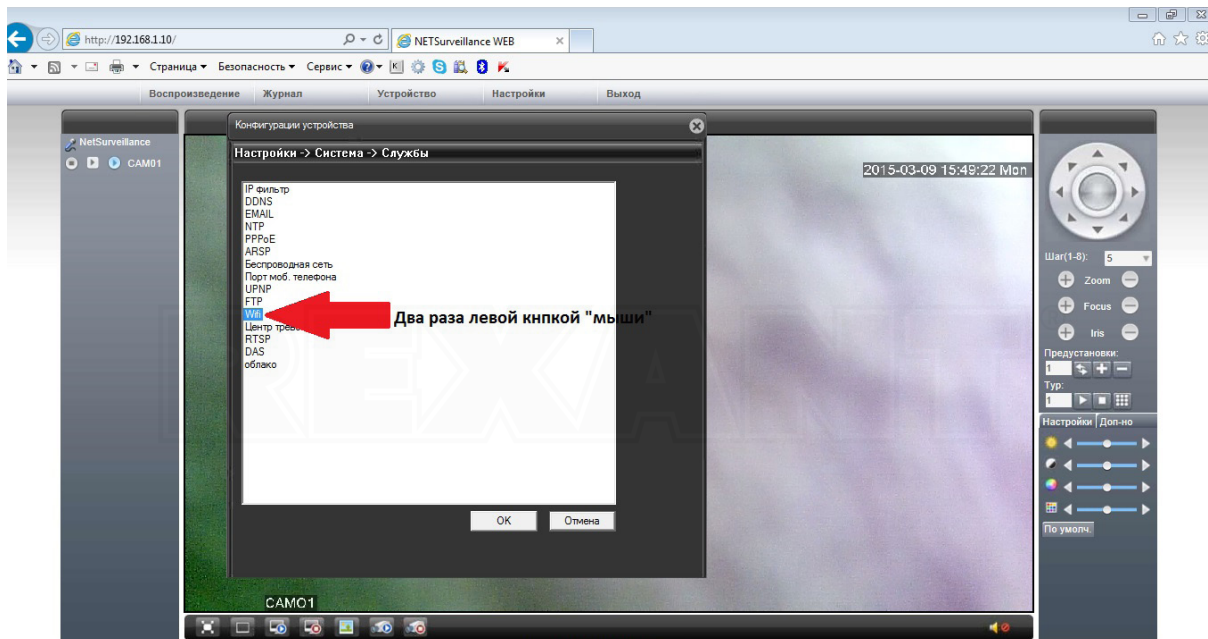 http://192.168.1.10/
NETSurveillance WEB
Страница Безопасность Сервис
Воспроизведение Журнал Устройство Настройки Выход
Конфигурации устройства
Настройки -> Система -> Службы
NetSurveillance
CAM01
2015-03-09 15:49:22 Mon
IP фильтр
DDNS
EMAIL
NTP
PPPoE
ARSP
Беспроводная сеть
Порт моб. телефона
UPNP
FTP
Wifi
Центр
RTSP
DAS
облако
Два раза левой кнпкой "мыши"
OK Отмена
Шаг(1-8): 5
Zoom
Focus
Iris
Предустановки:
1
Тур:
1
Настройки Доп-но
По умолч.
CAM01
REXANT